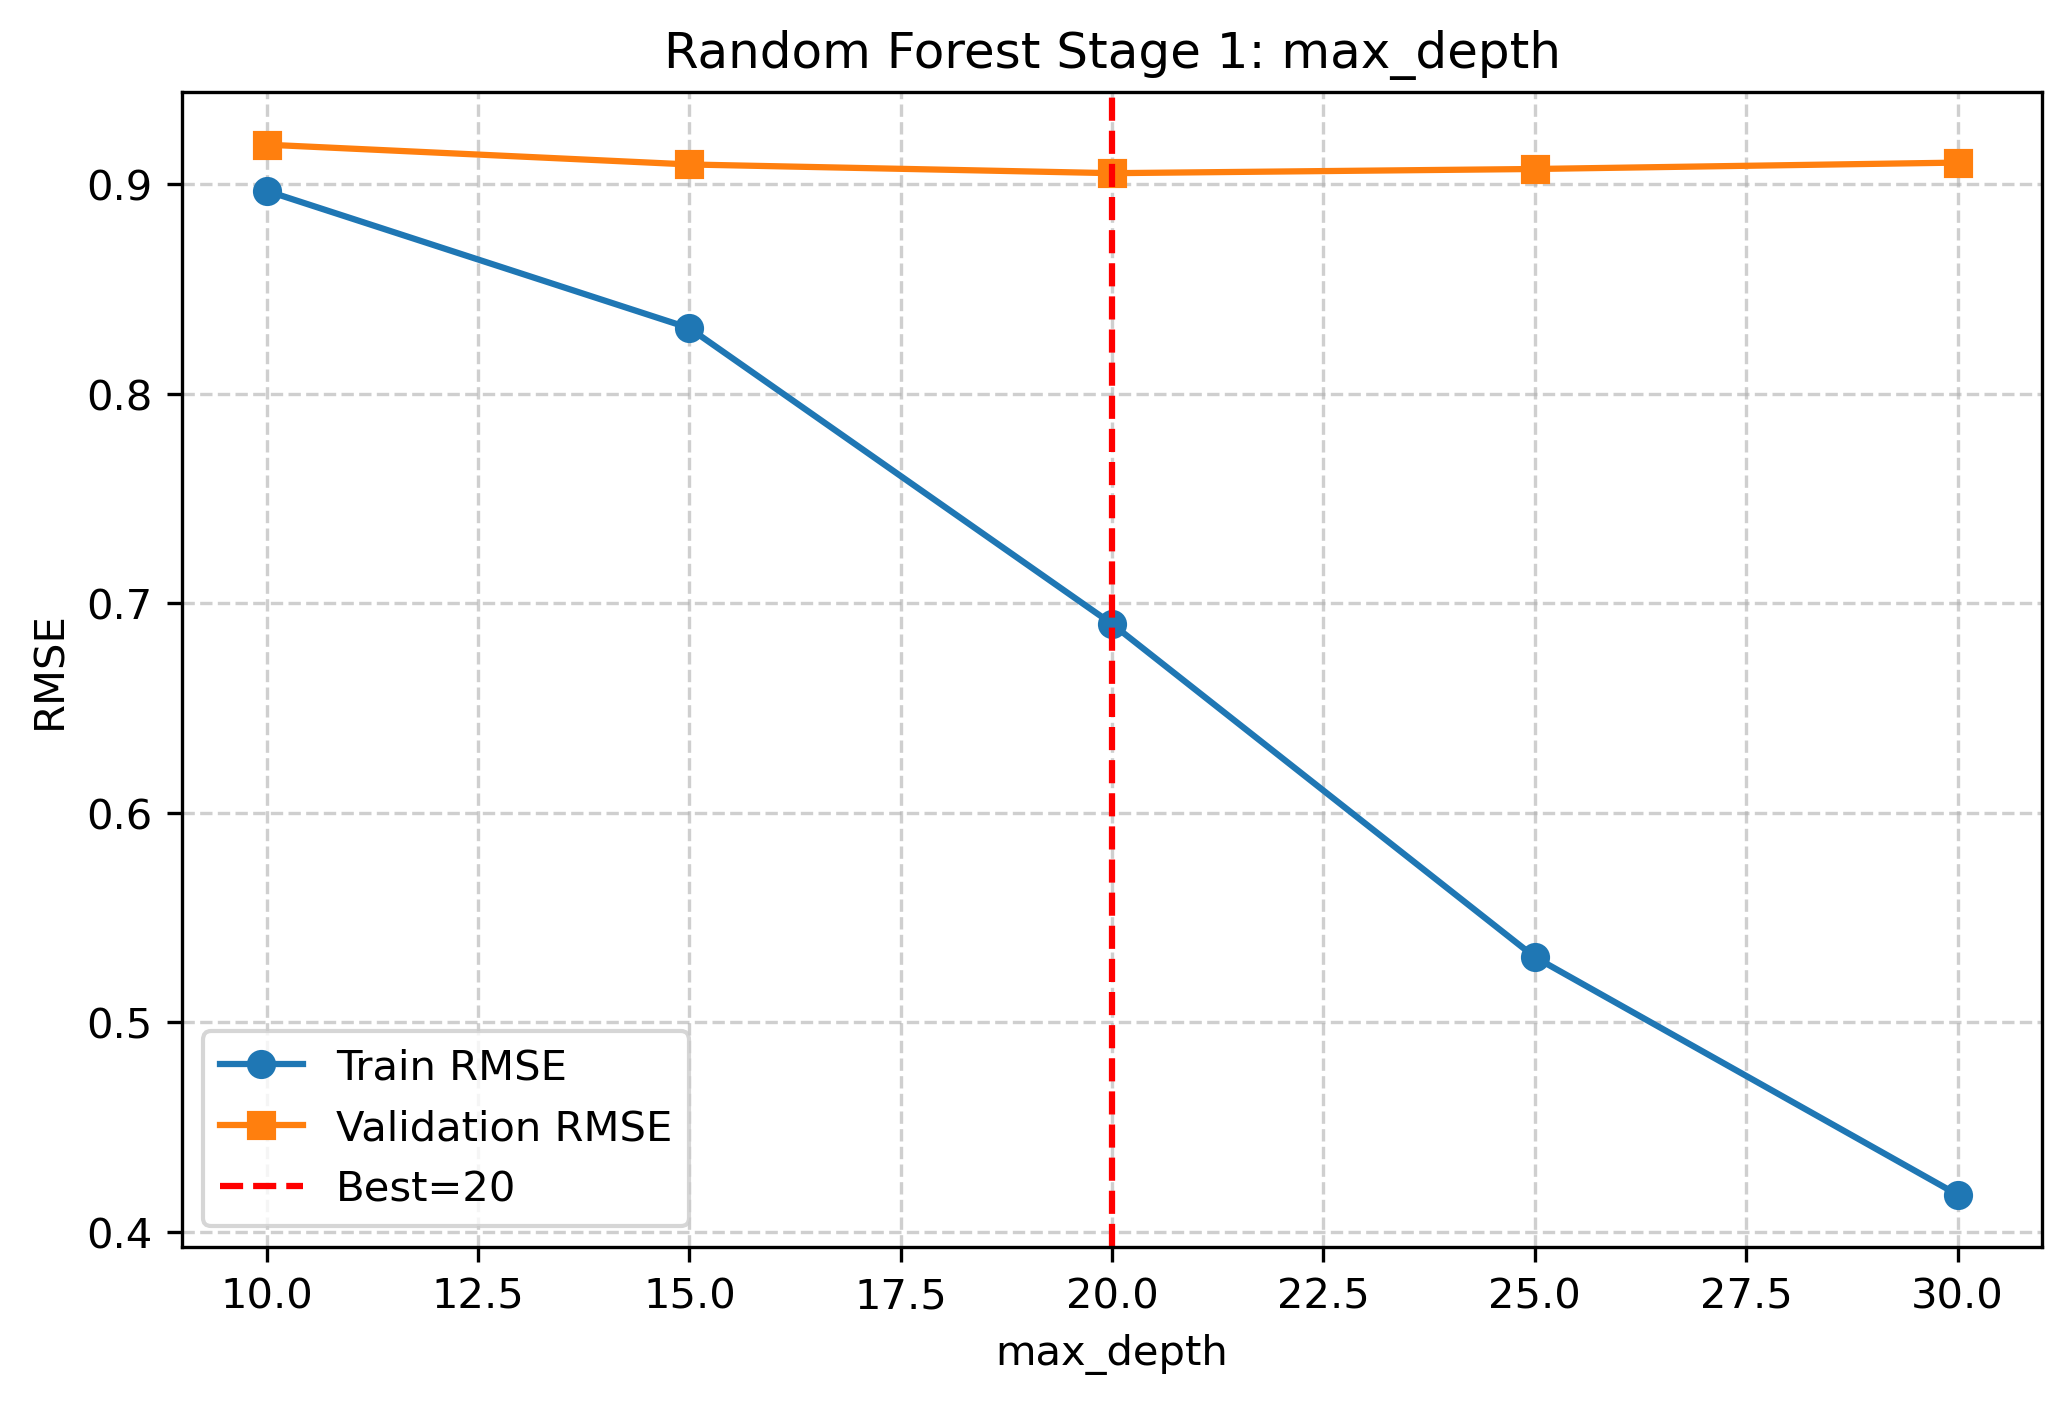 Random Forest Stage 1: max_depth
RMSE
0.9
0.8
0.7
0.6
0.5
0.4
Train RMSE
Validation RMSE
Best=20
10.0 12.5 15.0 17.5 20.0 22.5 25.0 27.5 30.0
max_depth